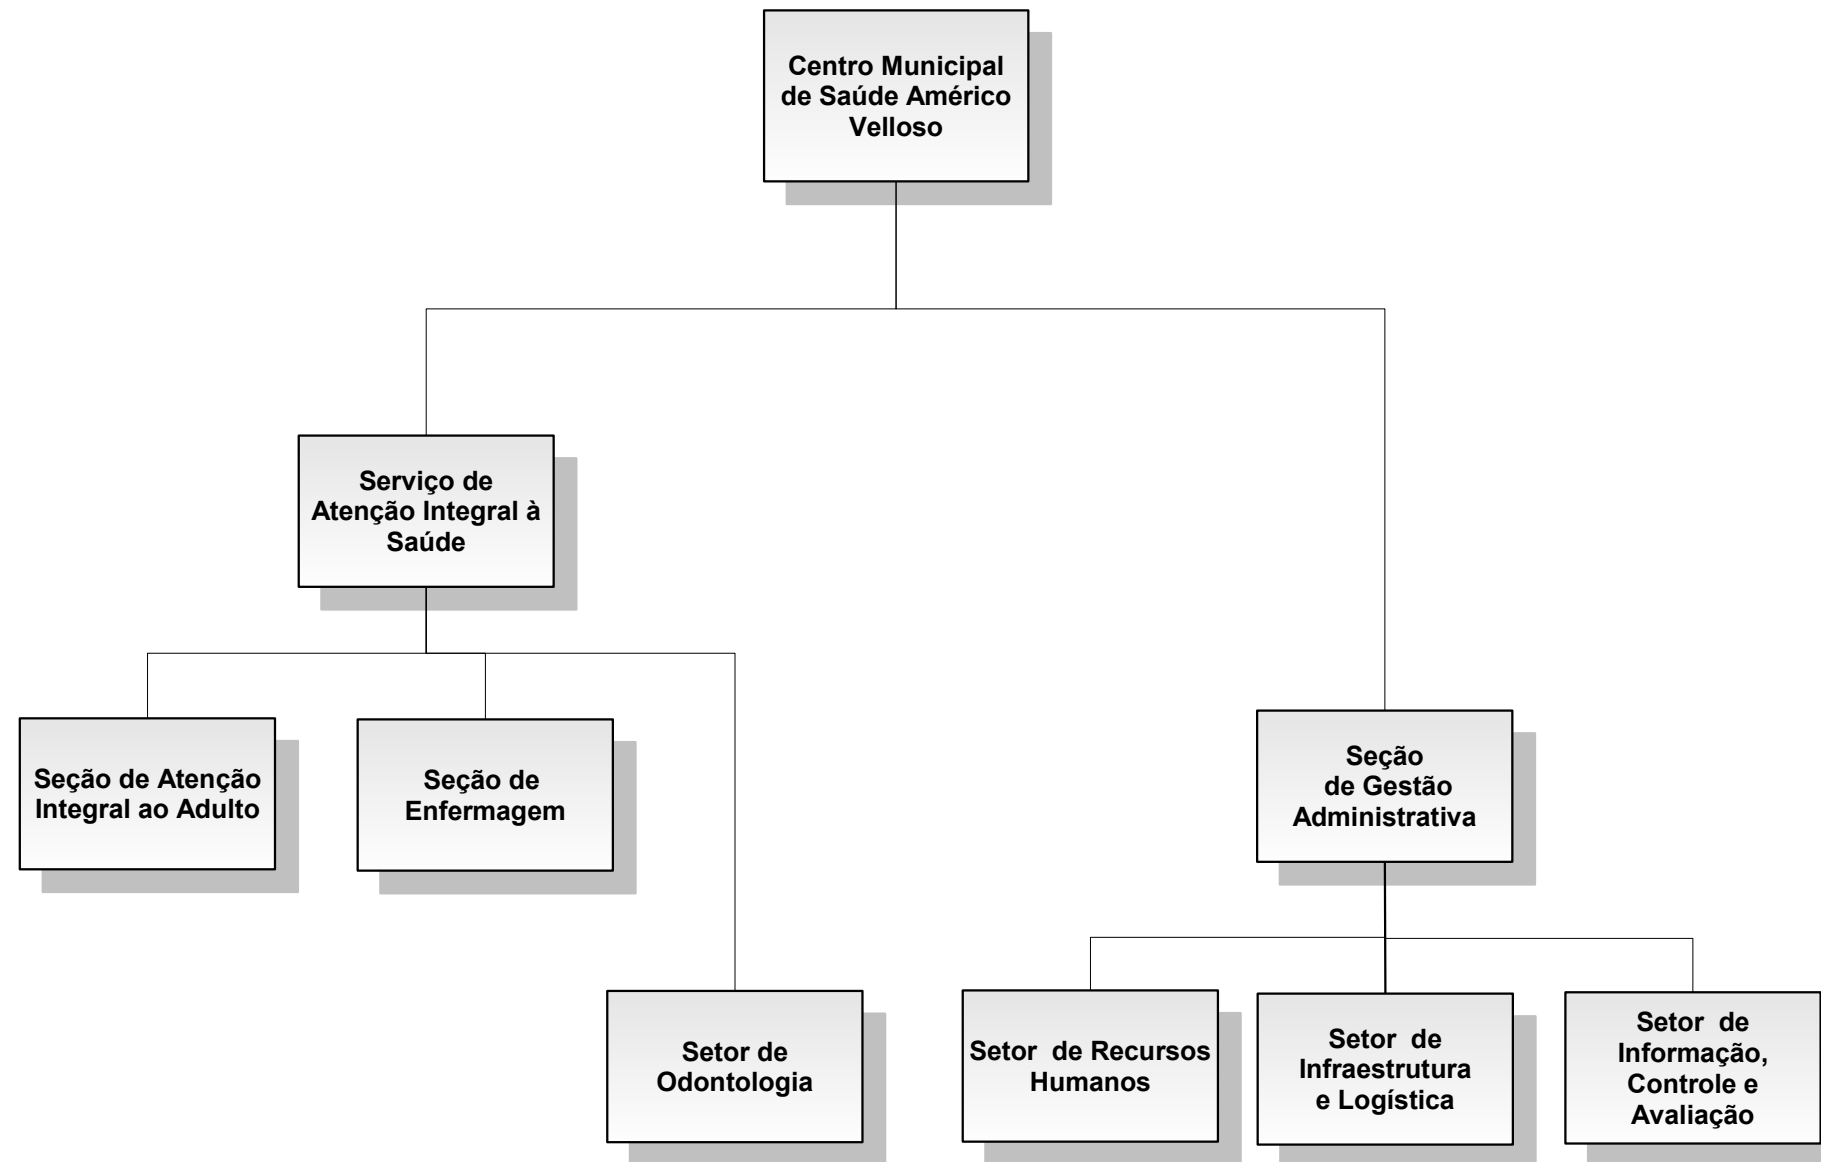 Centro Municipal
de Saúde Américo
Velloso
Serviço de
Atenção Integral à
Saúde
Seção de Atenção
Integral ao Adulto
Seção de
Enfermagem
Seção
de Gestão
Administrativa
Setor de
Odontologia
Setor  de Recursos
Humanos
Setor  de
Infraestrutura
e Logística
Setor  de
Informação,
Controle e
Avaliação